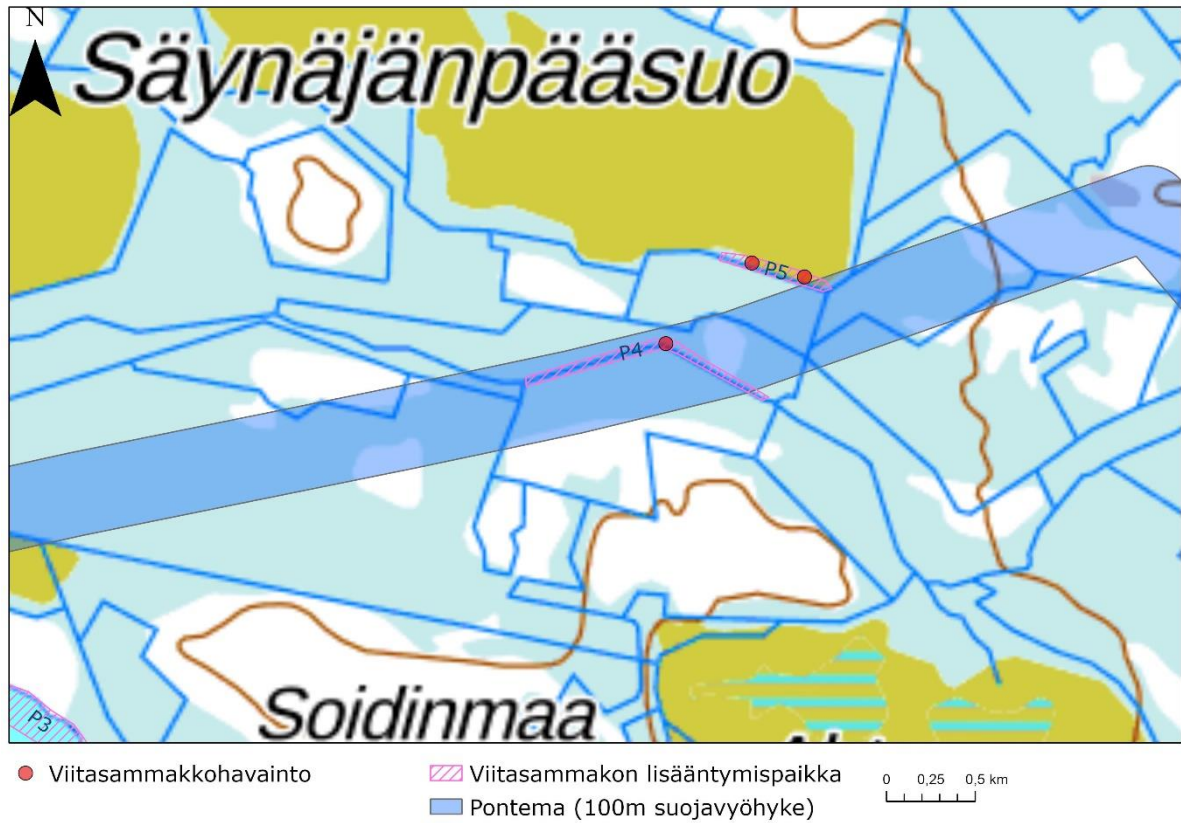 N
Säynäjänpääsuo
P5
P4
P3
Soidinmaa
Viitasammakkohavainto
Viitasammakon lisääntymispaikka
Pontema (100m suojavyöhyke)
0 0,25 0,5 km